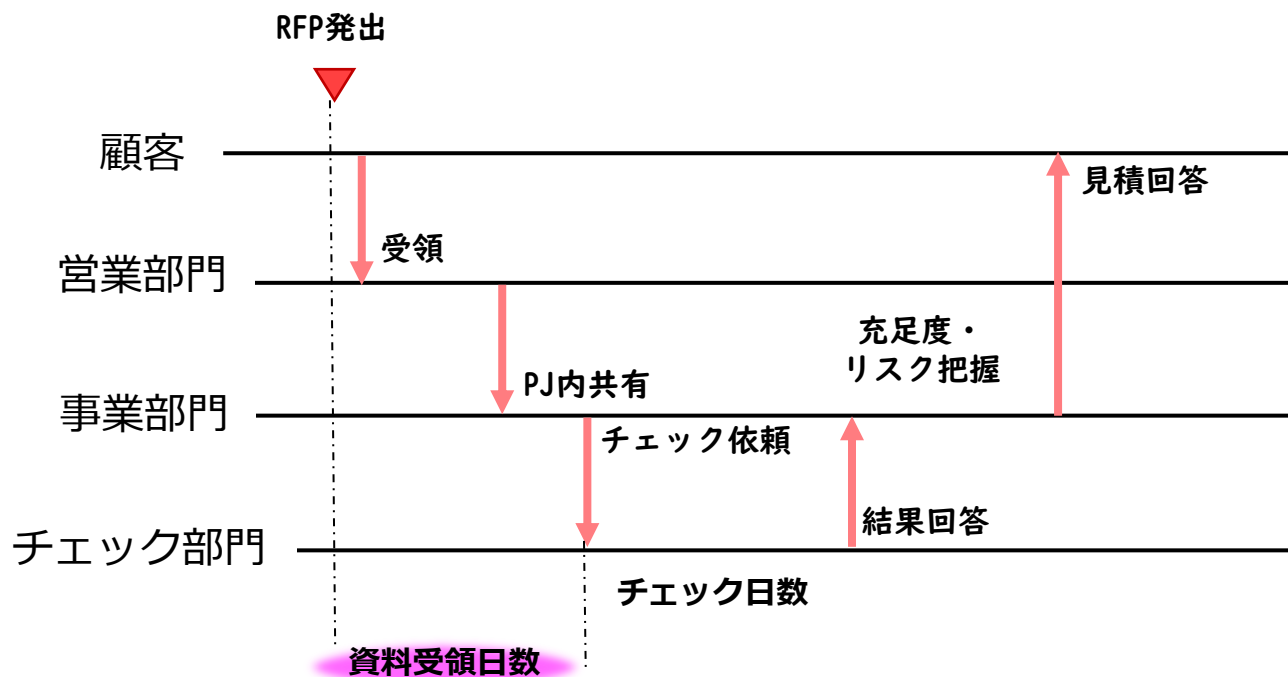 RFP発出
顧客
見積回答
受領
営業部門
充足度・
リスク把握
PJ内共有
事業部門
チェック依頼
結果回答
チェック部門
チェック日数
資料受領日数